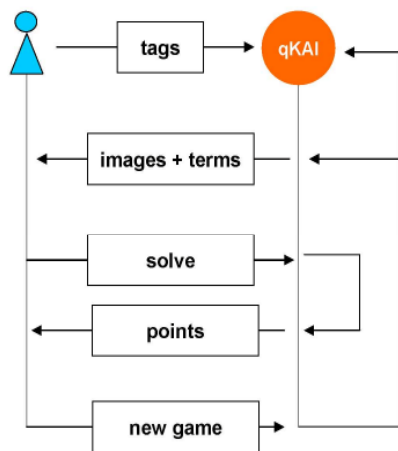 tags
qKAI
images + terms
solve
points
new game